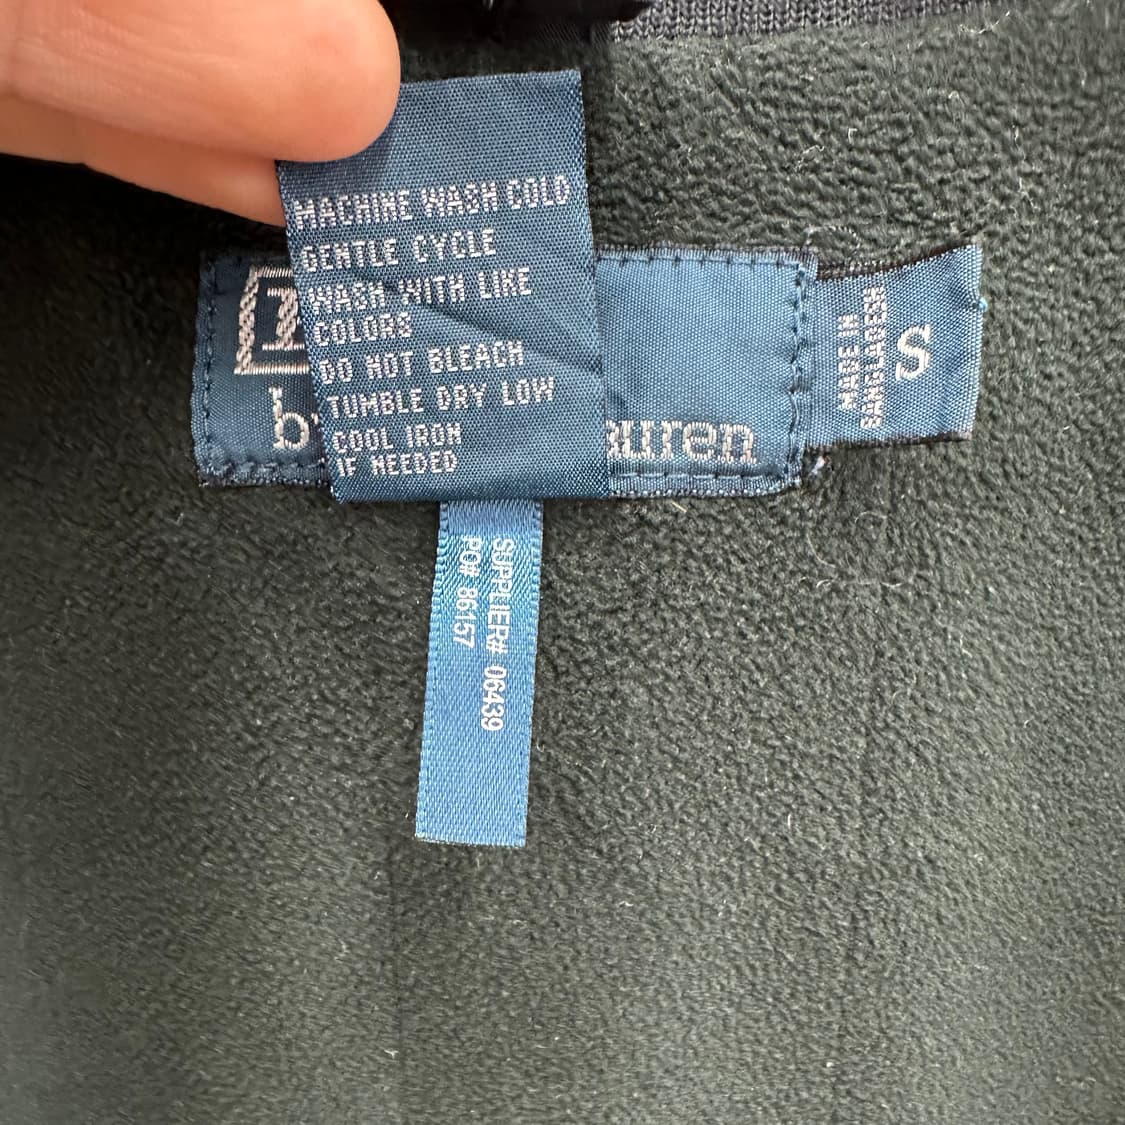 MACHINE WASH COLD
GENTLE CYCLE
WASH WITH LIKE
COLORS
DO NOT BLEACH
TUMBLE DRY LOW
COOL IRON
IF NEEDED
auren
MADE IN
BANGLADESH
S
SUPPLIER# 06439
PO# 86157